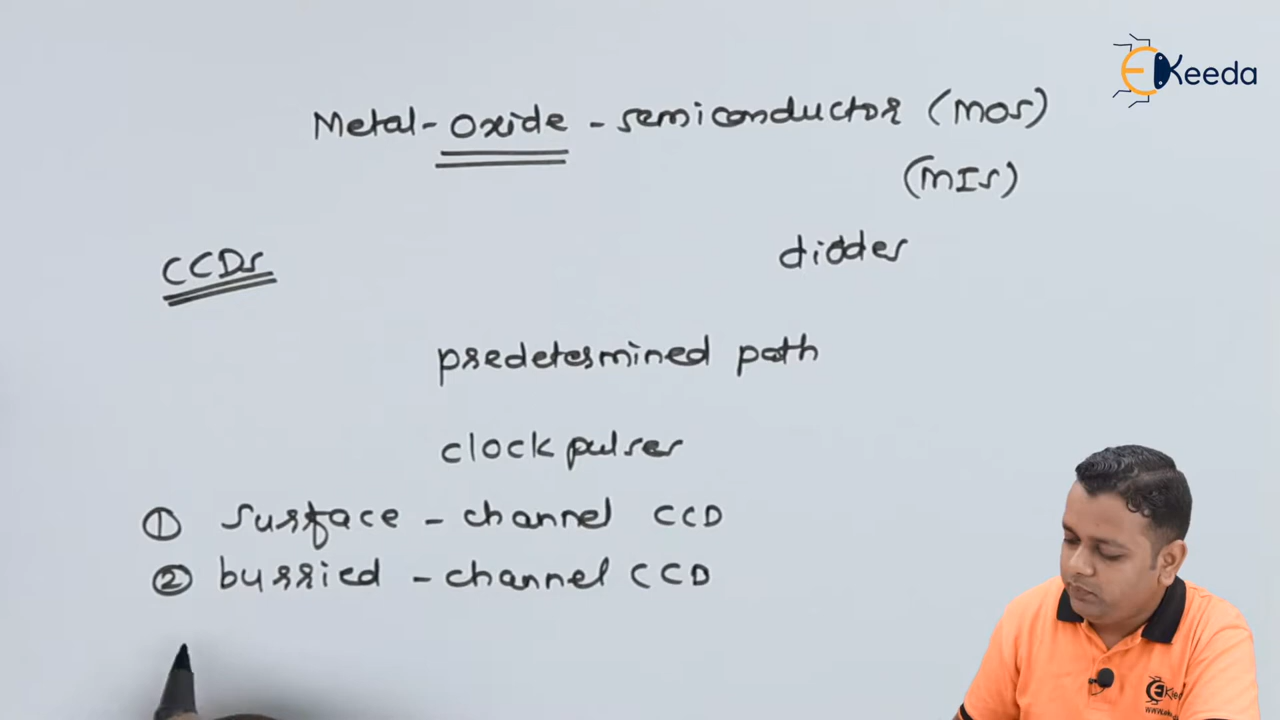 EKeeda
Metal-Oxide-semiconductor (MOS)
(MIS)
CCDs
diodes
predetermined path
clock pulses
① surface-channel CCD
② burried-channel CCD